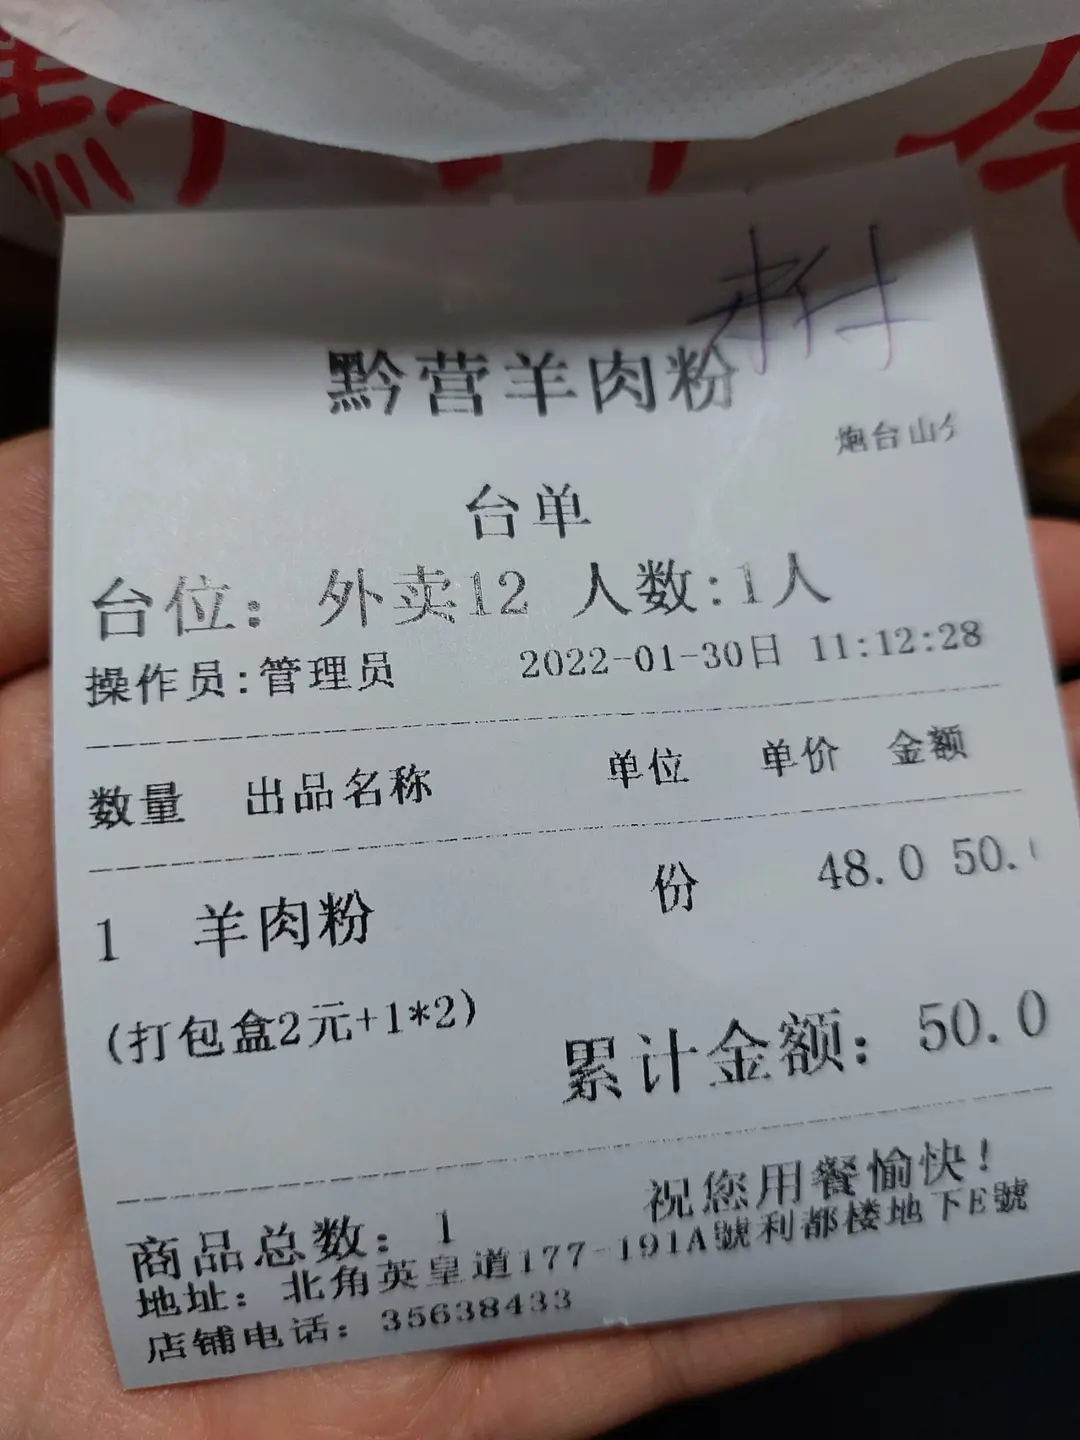 黔营羊肉粉
炮台山
台单
台位：外卖12 人数:1人
操作员:管理员 2022-01-30日 11:12:28
数量 出品名称 单位 单价 金额
1 羊肉粉 份 48.0 50.
(打包盒2元+1*2)
累计金额：50.0
祝您用餐愉快！
商品总数：1
地址：北角英皇道177-191A號利都楼地下E號
店铺电话：35638433